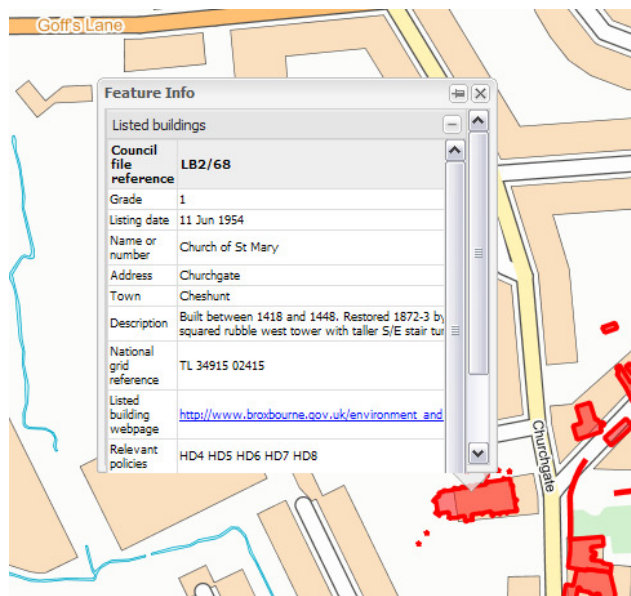 Goff's Lane
Feature Info
Listed buildings
Council
file
reference
LB2/68
Grade
1
Listing date
11 Jun 1954
Name or
number
Church of St Mary
Address
Churchgate
Town
Cheshunt
Description
Built between 1418 and 1448. Restored 1872-3 by
squared rubble west tower with taller S/E stair tur
National
grid
reference
TL 34915 02415
Listed
building
webpage
http://www.broxbourne.gov.uk/environment_and
Relevant
policies
HD4 HD5 HD6 HD7 HD8
Churchgate